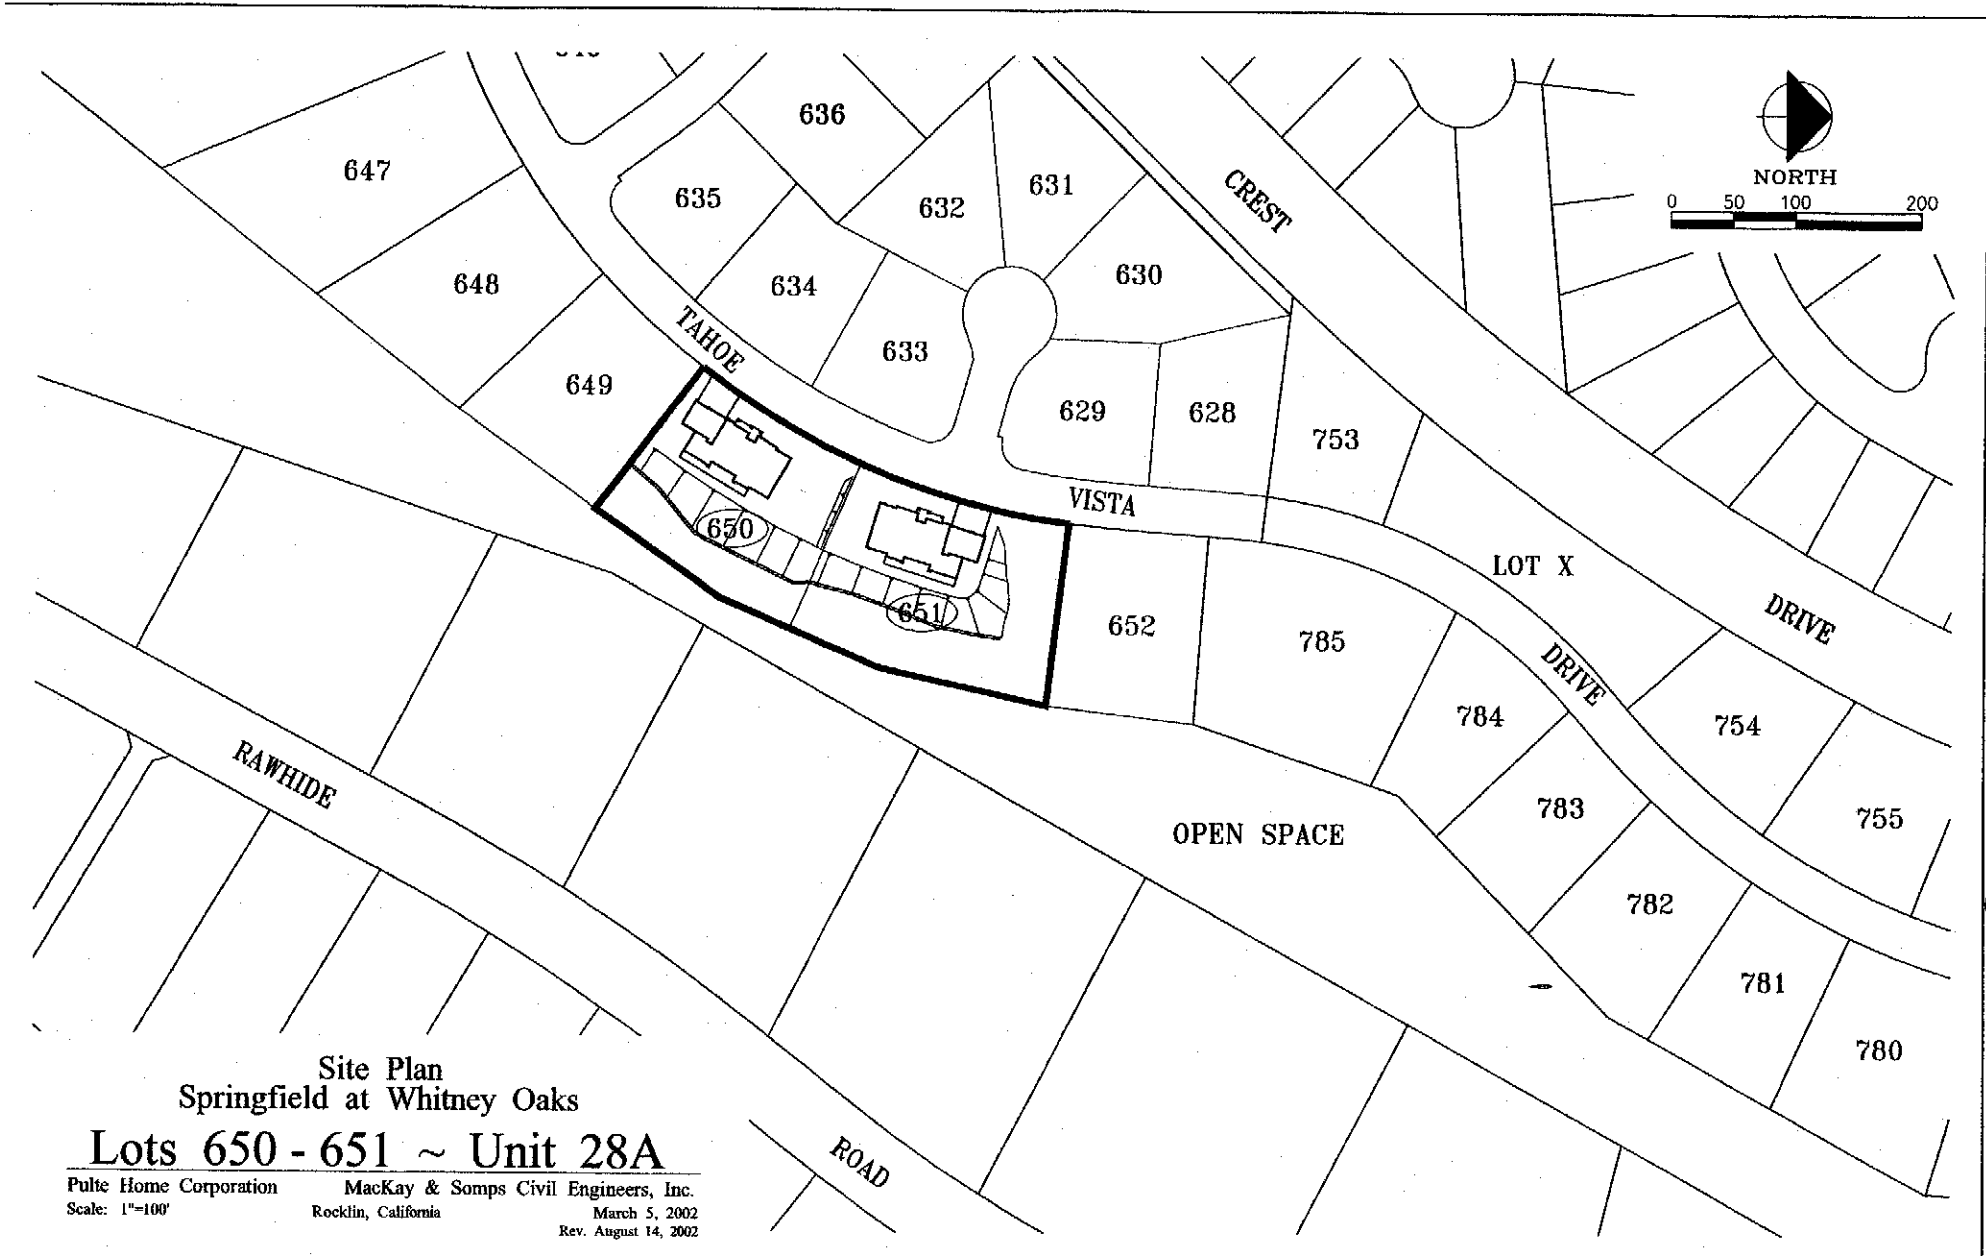 636
647
635
632
631
CREST
NORTH
0 50 100 200
648
634
630
TAHOE
633
649
629
628
753
VISTA
650
651
652
785
LOT X
DRIVE
DRIVE
784
754
783
755
RAWHIDE
OPEN SPACE
782
781
780
ROAD
Site Plan
Springfield at Whitney Oaks
Lots 650 - 651 ~ Unit 28A
Pulte Home Corporation MacKay & Somps Civil Engineers, Inc.
Scale: 1"=100' Rocklin, California March 5, 2002
Rev. August 14, 2002